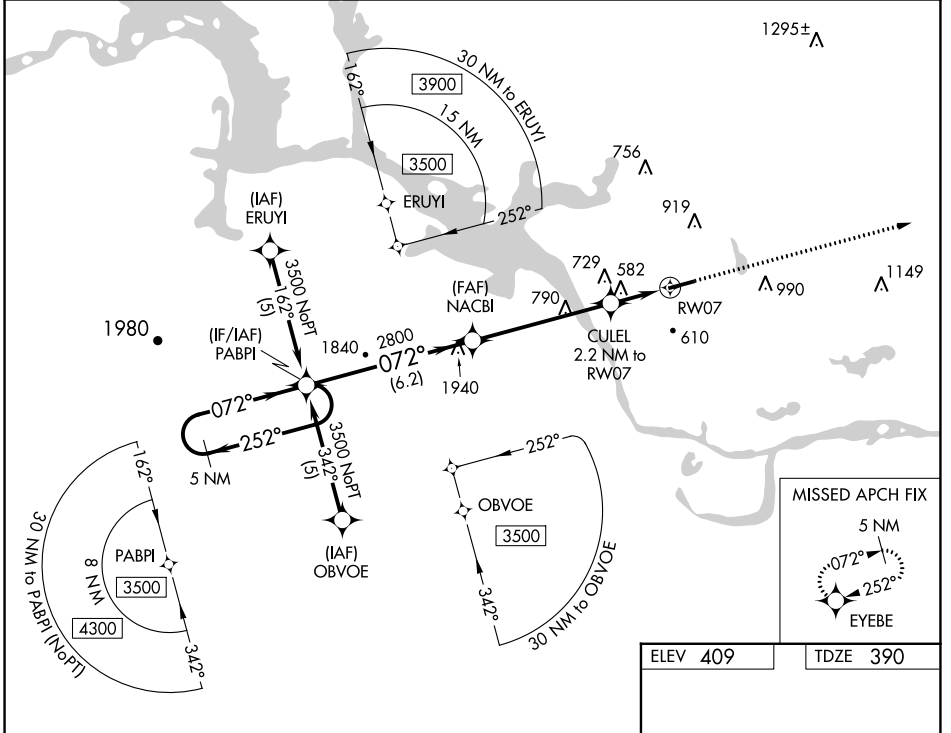 1295±
30 NM to ERUYI
3900
162°
15 NM
3500
ERUYI
252°
756
919
(IAF)
ERUYI
3500 NoPT
162°
(5)
729
582
(FAF)
NACBI
790
RW07
990
1149
1980
(IF/IAF)
PABPI
1840
2800
072°
(6.2)
1940
CULEL
2.2 NM to
RW07
610
072°
252°
5 NM
3500 NoPT
342°
(5)
(IAF)
OBVOE
252°
OBVOE
3500
342°
30 NM to OBVOE
162°
PABPI
8 NM
3500
4300
30 NM to PABPI (NoPT)
342°
MISSED APCH FIX
5 NM
072°
252°
EYEBE
ELEV 409
TDZE 390